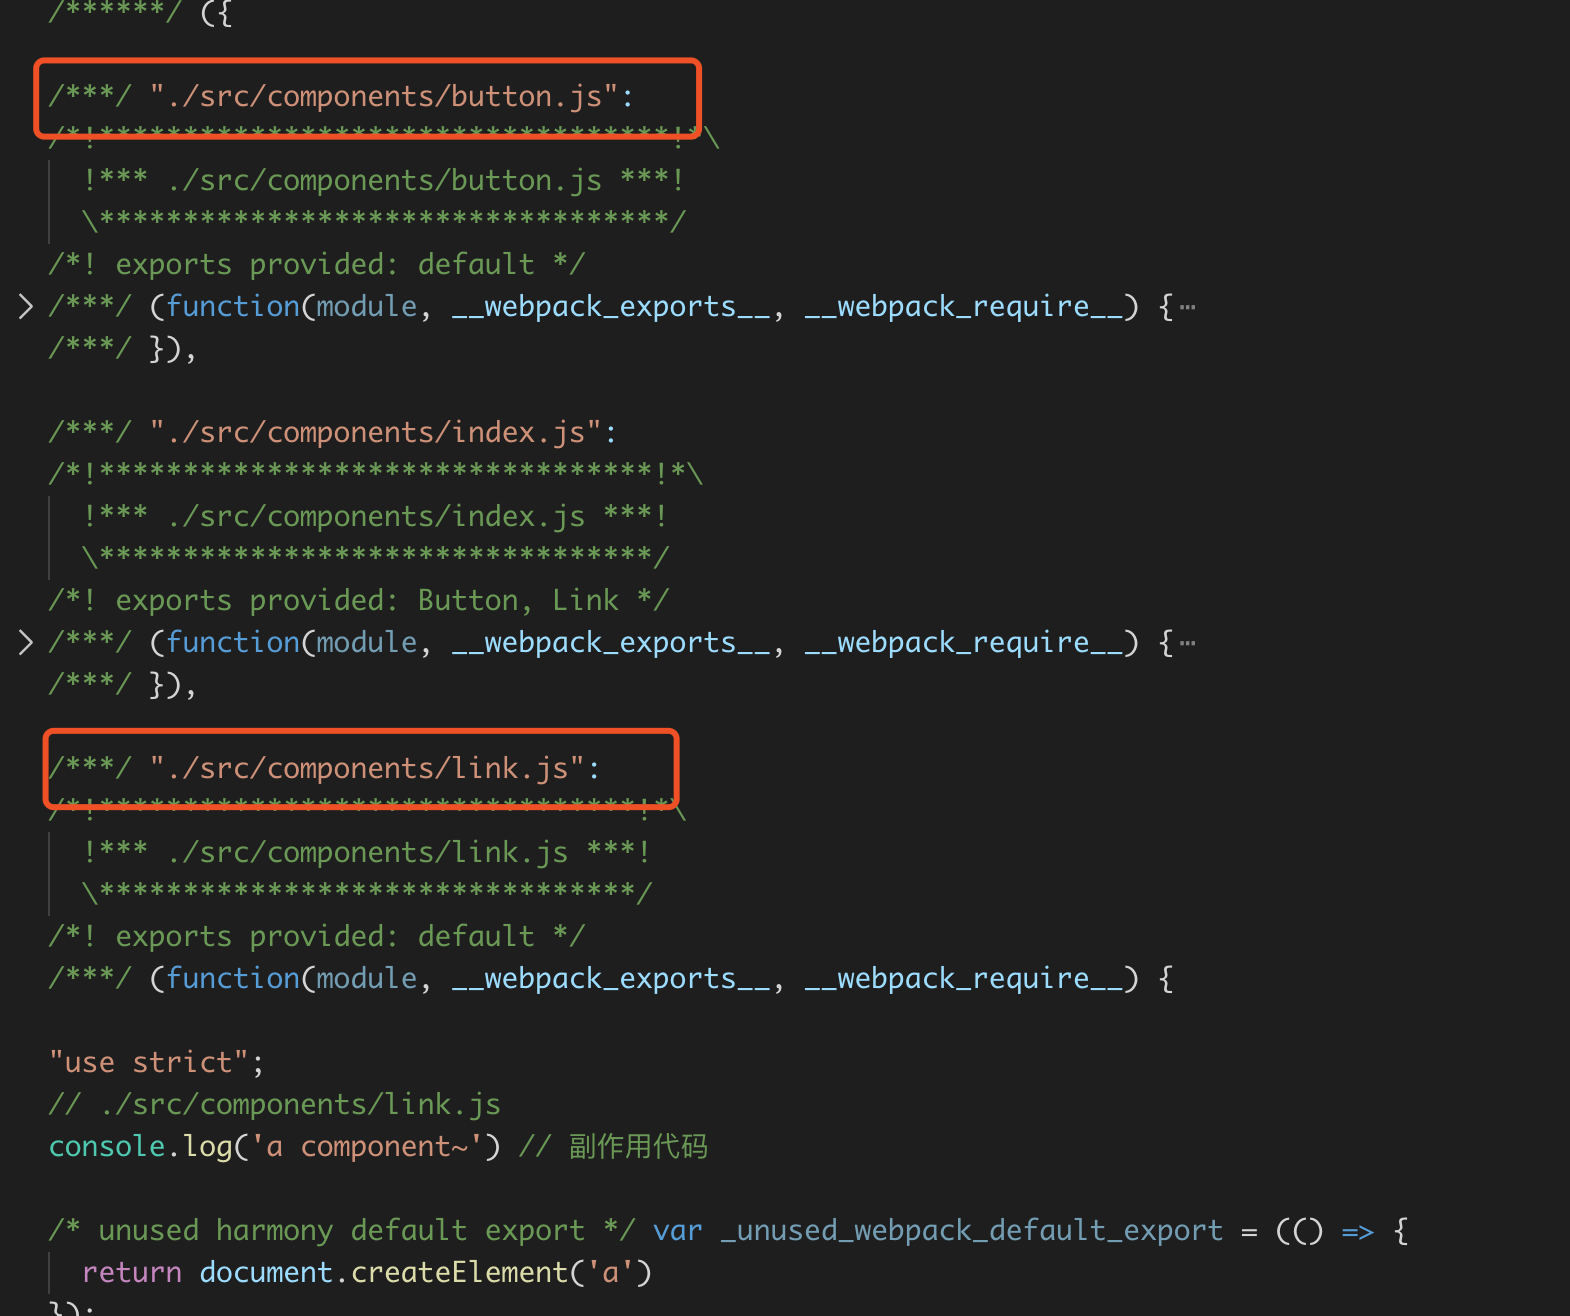 /******/ ({
/***/ "./src/components/button.js":
/*!**********************************!*\
!*** ./src/components/button.js ***!
\**********************************/
/*! exports provided: default */
/***/ (function(module, __webpack_exports__, __webpack_require__) {…
/***/ }),
/***/ "./src/components/index.js":
/*!*********************************!*\
!*** ./src/components/index.js ***!
\*********************************/
/*! exports provided: Button, Link */
/***/ (function(module, __webpack_exports__, __webpack_require__) {…
/***/ }),
/***/ "./src/components/link.js":
/*!********************************!*\
!*** ./src/components/link.js ***!
\********************************/
/*! exports provided: default */
/***/ (function(module, __webpack_exports__, __webpack_require__) {
"use strict";
// ./src/components/link.js
console.log('a component~') // 副作用代码
/* unused harmony default export */ var _unused_webpack_default_export = (() => {
return document.createElement('a')
});